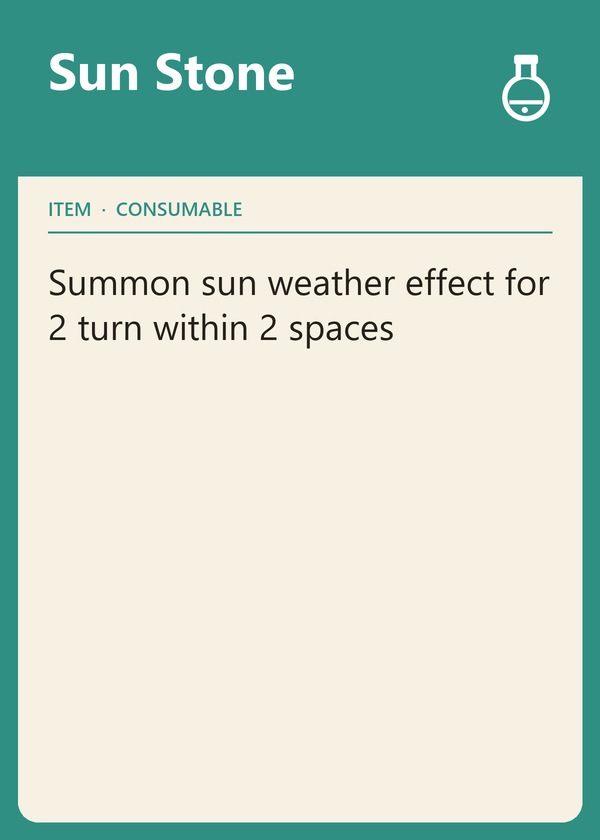 Sun Stone
ITEM · CONSUMABLE
Summon sun weather effect for
2 turn within 2 spaces